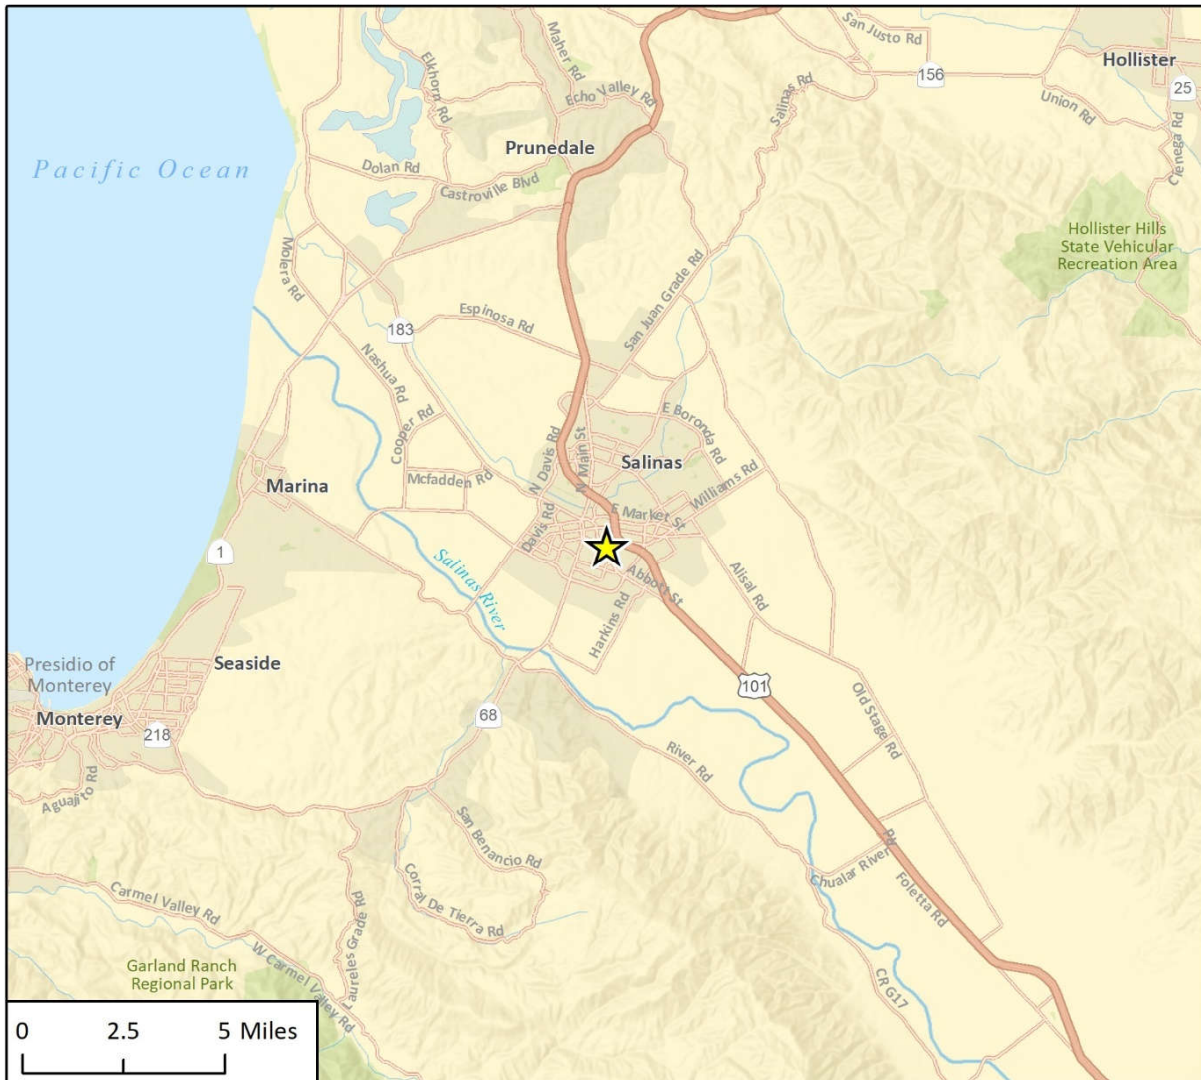 San Justo Rd
Hollister
156
25
Maher Rd
Elkhorn Rd
Echo Valley Rd
Salinas Rd
Union Rd
Cienega Rd
Prunedale
Pacific Ocean
Dolan Rd
Castroville Blvd
Hollister Hills
State Vehicular
Recreation Area
Molera Rd
San Juan Grade Rd
Espinosa Rd
183
Nashua Rd
Cooper Rd
E Boronda Rd
N Davis Rd
N Main St
Salinas
Mcfadden Rd
Williams Rd
Marina
E Market St
Davis Rd
1
Salinas River
Abbott St
Alisal Rd
Harkins Rd
Presidio of
Monterey
Seaside
101
Monterey
218
68
Old Stage Rd
River Rd
Aguajito Rd
San Benancio Rd
Chualar River Rd
Corral De Tierra Rd
Foletta Rd
Carmel Valley Rd
Laureles Grade Rd
W Carmel Valley Rd
Garland Ranch
Regional Park
CR G17
0 2.5 5 Miles